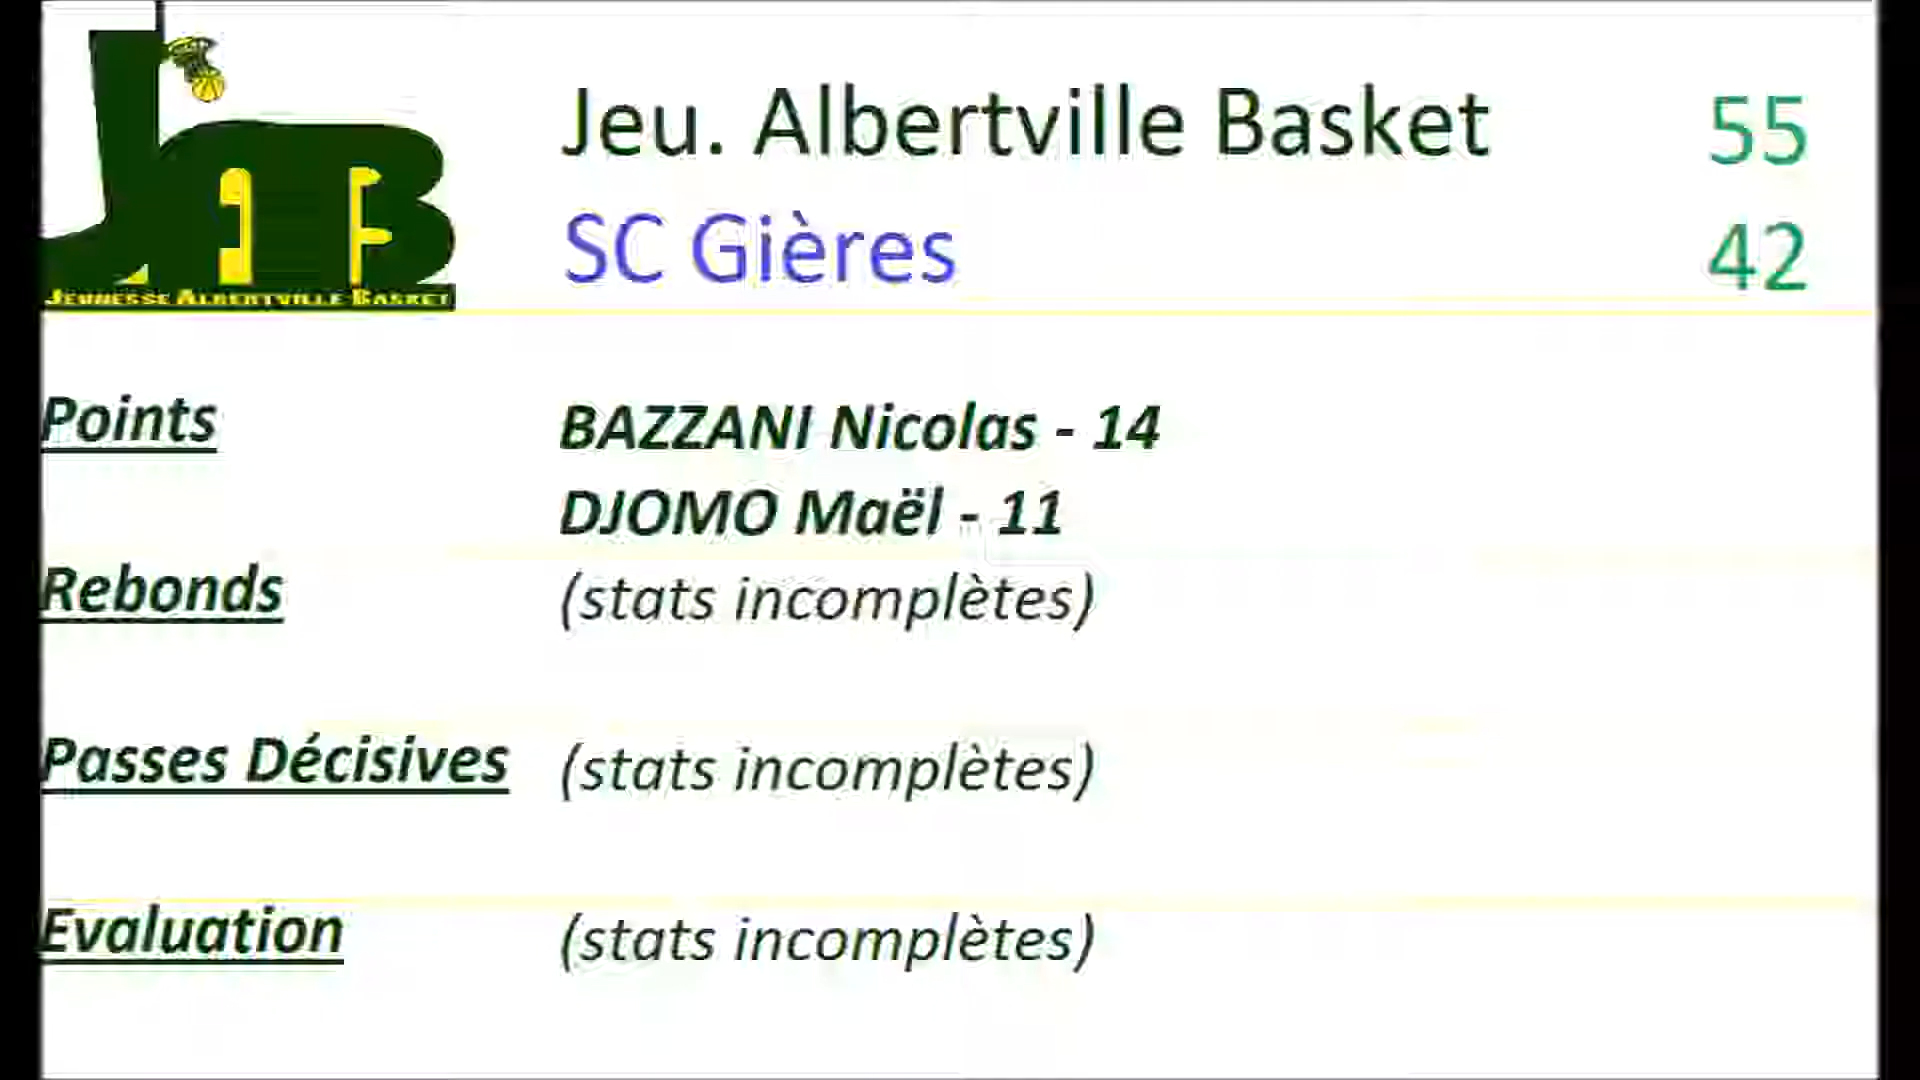 JAB
JEUNESSE ALBERTVILLE BASKET
Jeu. Albertville Basket 55
SC Gières 42
Points BAZZANI Nicolas - 14
DJOMO Maël - 11
Rebonds (stats incomplètes)
Passes Décisives (stats incomplètes)
Evaluation (stats incomplètes)